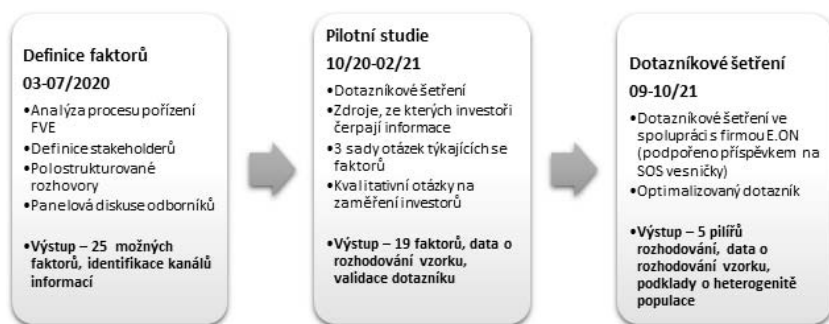 Definice faktorů
03-07/2020
•Analýza procesu pořízení
FVE
•Definice stakeholderů
•Polostrukturované
rozhovory
•Panelová diskuse odborníků
•Výstup – 25 možných
faktorů, identifikace kanálů
informací
Pilotní studie
10/20-02/21
•Dotazníkové šetření
•Zdroje, ze kterých investoři
čerpají informace
•3 sady otázek týkajících se
faktorů
•Kvalitativní otázky na
zaměření investorů
•Výstup – 19 faktorů, data o
rozhodování vzorku,
validace dotazníku
Dotazníkové šetření
09-10/21
•Dotazníkové šetření ve
spolupráci s firmou E.ON
(podpořeno příspěvkem na
SOS vesničky)
•Optimalizovaný dotazník
•Výstup – 5 pilířů
rozhodování, data o
rozhodování vzorku,
podklady o heterogenitě
populace